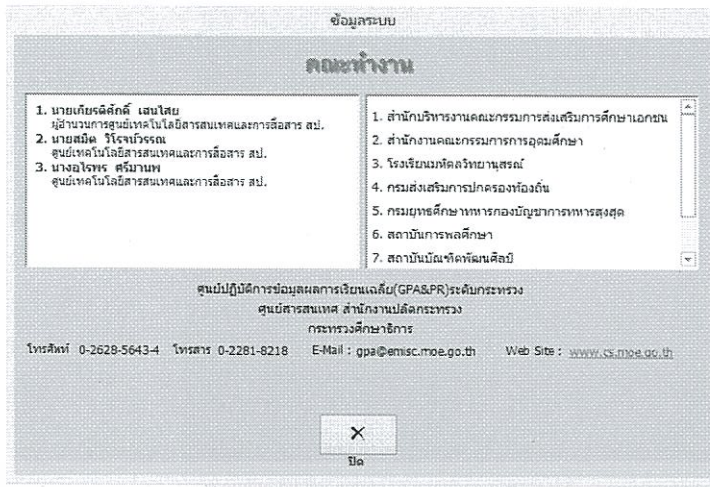 ข้อมูลระบบ
คณะทำงาน
1. นายเกียรติศักดิ์ เสนไสย
ผู้อำนวยการศูนย์เทคโนโลยีสารสนเทศและการสื่อสาร สป.
2. นายสมิต วิโรจน์วรรณ
ศูนย์เทคโนโลยีสารสนเทศและการสื่อสาร สป.
3. นางอุไรพร ศรีมานพ
ศูนย์เทคโนโลยีสารสนเทศและการสื่อสาร สป.
1. สำนักบริหารงานคณะกรรมการส่งเสริมการศึกษาเอกชน
2. สำนักงานคณะกรรมการการอุดมศึกษา
3. โรงเรียนมหิดลวิทยานุสรณ์
4. กรมส่งเสริมการปกครองท้องถิ่น
5. กรมยุทธศึกษาทหารกองบัญชาการทหารสูงสุด
6. สถาบันการพลศึกษา
7. สถาบันบัณฑิตพัฒนศิลป์
ศูนย์ปฏิบัติการข้อมูลผลการเรียนเฉลี่ย(GPA&PR)ระดับกระทรวง
ศูนย์สารสนเทศ สำนักงานปลัดกระทรวง
กระทรวงศึกษาธิการ
โทรศัพท์ 0-2628-5643-4 โทรสาร 0-2281-8218 E-Mail : gpa@emisc.moe.go.th Web Site : www.cs.moe.go.th
ปิด